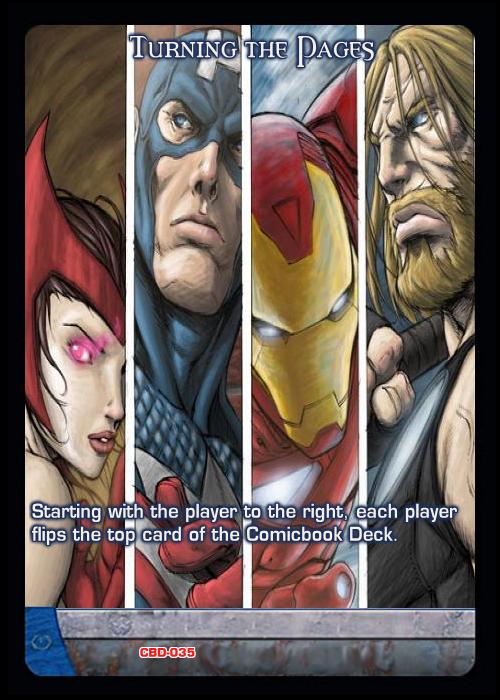 Turning the Pages
Starting with the player to the right, each player
flips the top card of the Comicbook Deck.
CBD-035